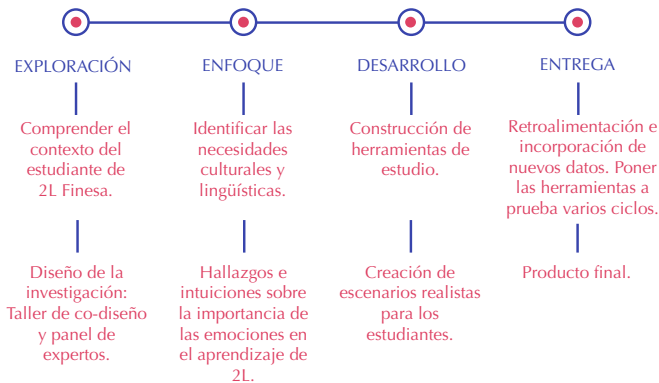 EXPLORACIÓN
Comprender el
contexto del
estudiante de
2L Finesa.
Diseño de la
investigación:
Taller de co-diseño
y panel de
expertos.
ENFOQUE
Identificar las
necesidades
culturales y
lingüísticas.
Hallazgos e
intuiciones sobre
la importancia de
las emociones en
el aprendizaje de
2L.
DESARROLLO
Construcción de
herramientas de
estudio.
Creación de
escenarios realistas
para los
estudiantes.
ENTREGA
Retroalimentación e
incorporación de
nuevos datos. Poner
las herramientas a
prueba varios ciclos.
Producto final.